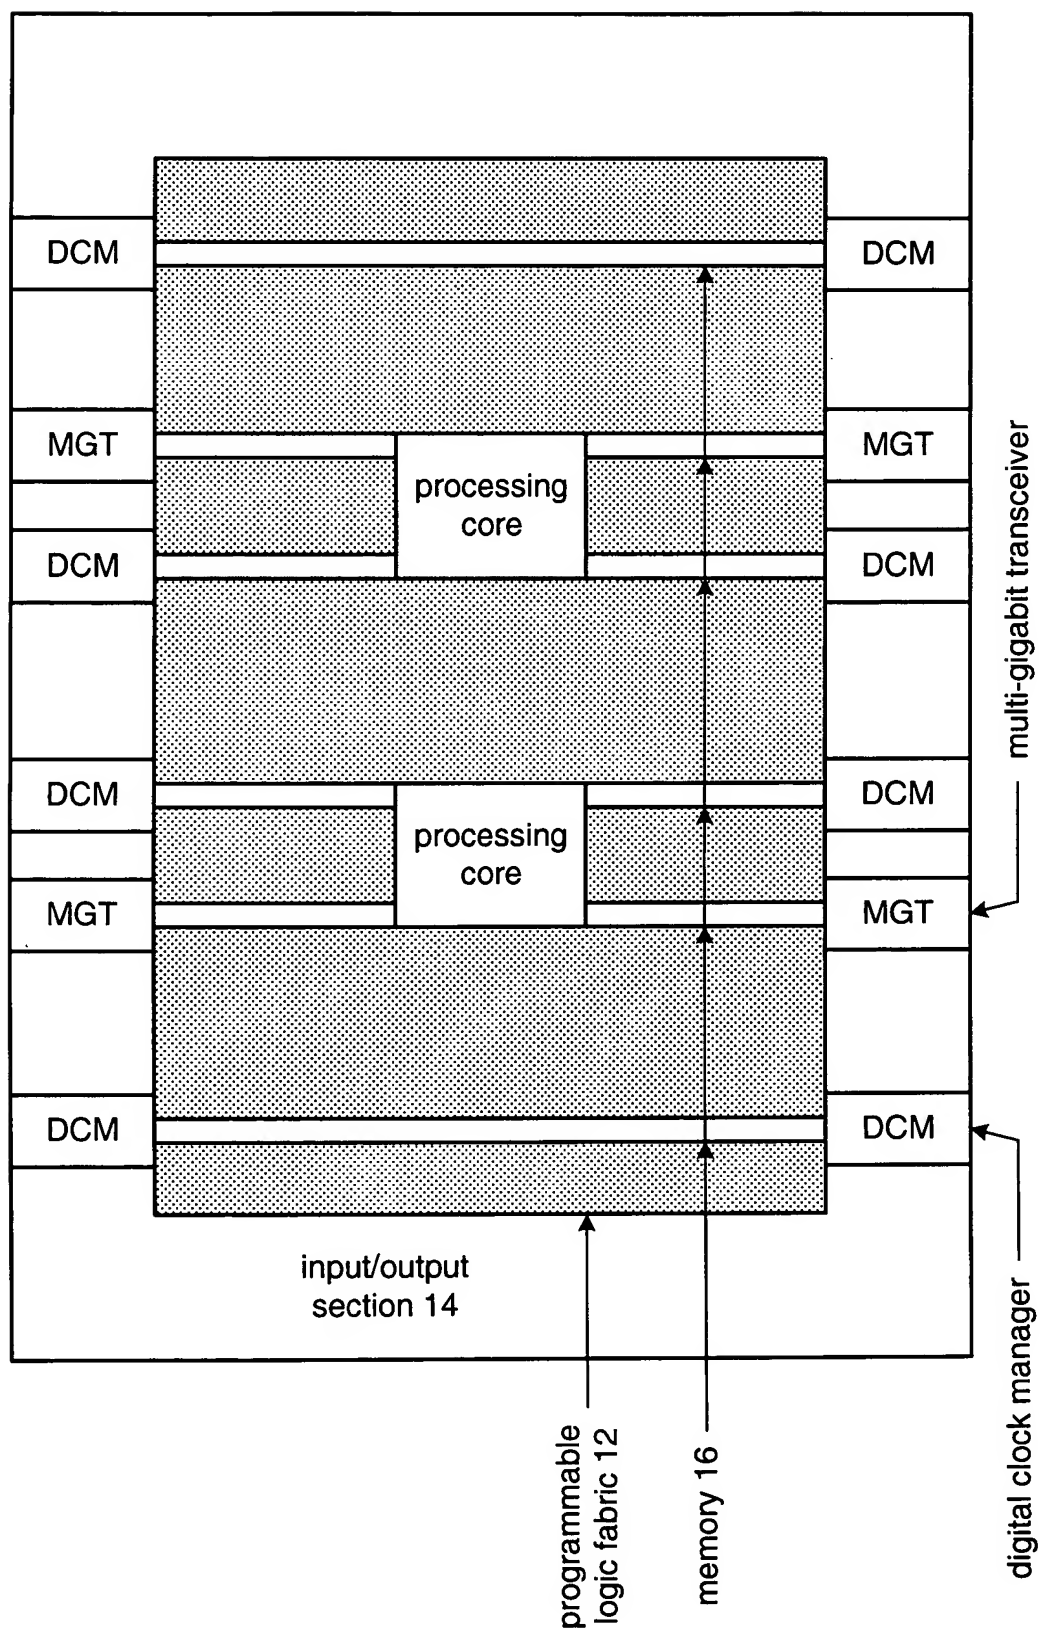 DCM
DCM
MGT
MGT
processing
core
DCM
DCM
multi-gigabit transceiver
DCM
DCM
processing
core
MGT
MGT
DCM
DCM
input/output
section 14
programmable
logic fabric 12
memory 16
digital clock manager